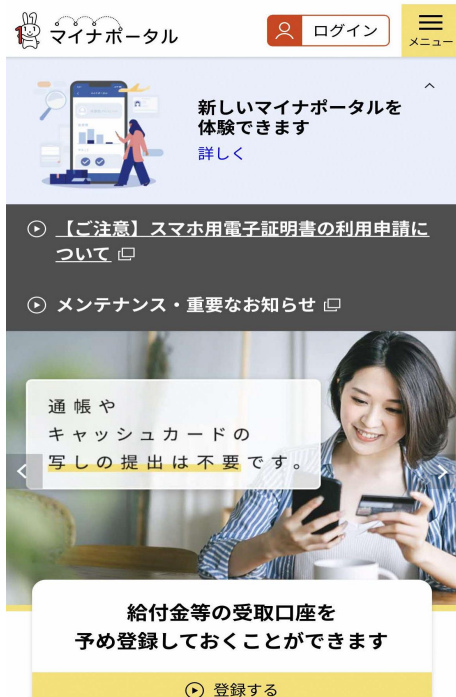 マイナポータル
ログイン
メニュー
新しいマイナポータルを
体験できます
詳しく
【ご注意】スマホ用電子証明書の利用申請に
ついて
メンテナンス・重要なお知らせ
通帳や
キャッシュカードの
写しの提出は不要です。
給付金等の受取口座を
予め登録しておくことができます
登録する